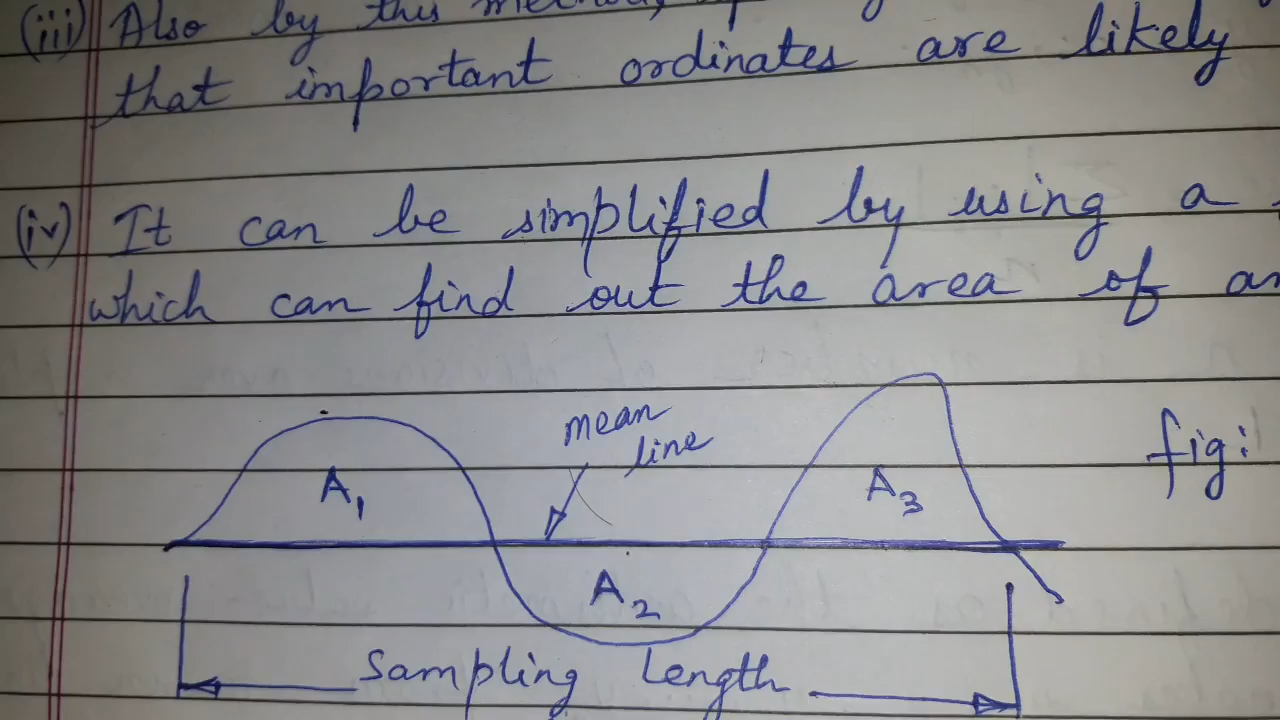 (iii) Also by this
that important ordinates are likely
(iv) It can be simplified by using a
which can find out the area of
mean
line
fig:
A1
A3
A2
Sampling Length